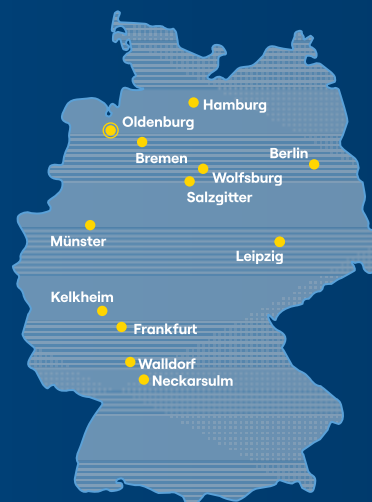 Hamburg
Oldenburg
Bremen
Berlin
Wolfsburg
Salzgitter
Münster
Leipzig
Kelkheim
Frankfurt
Walldorf
Neckarsulm